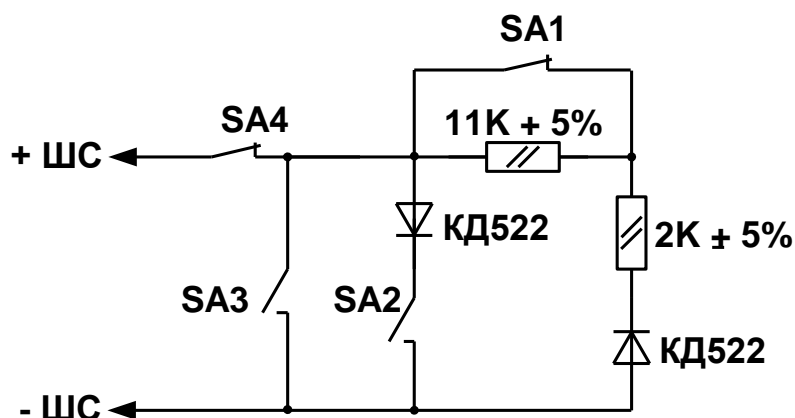 SA1
SA4
11K + 5%
+ ШС
КД522
2K ± 5%
SA3
SA2
КД522
- ШС